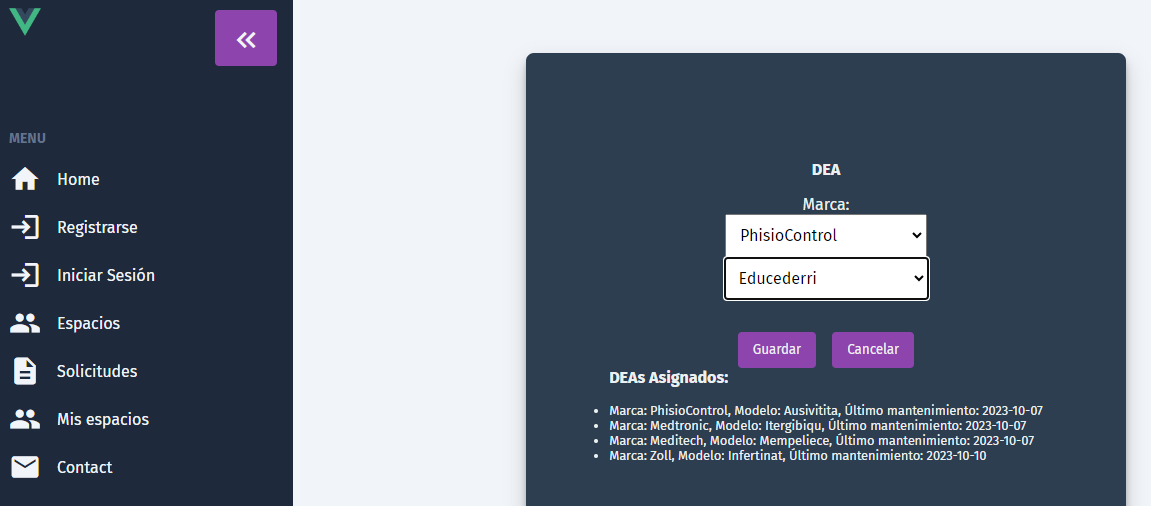 MENU
Home
Registrarse
Iniciar Sesión
Espacios
Solicitudes
Mis espacios
Contact
DEA
Marca:
PhisioControl
Educederri
Guardar Cancelar
DEAs Asignados:
Marca: PhisioControl, Modelo: Ausivitita, Último mantenimiento: 2023-10-07
Marca: Medtronic, Modelo: Itergibiqu, Último mantenimiento: 2023-10-07
Marca: Meditech, Modelo: Mempeliece, Último mantenimiento: 2023-10-07
Marca: Zoll, Modelo: Infertinat, Último mantenimiento: 2023-10-10